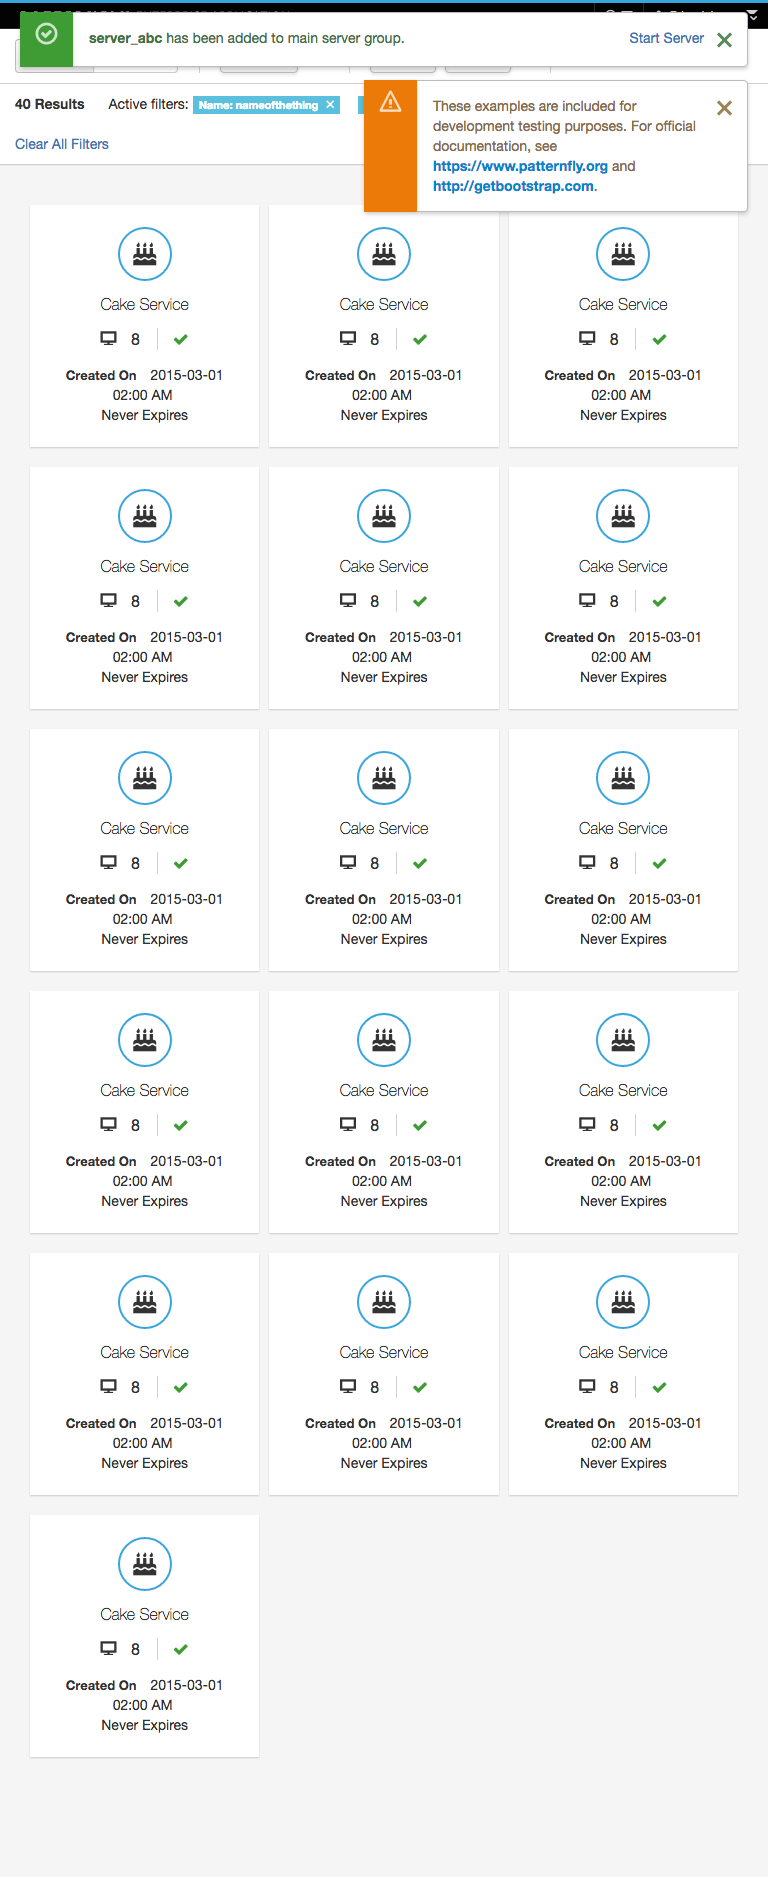 server_abc has been added to main server group.
Start Server
40 Results
Active filters:
Name: nameofthething
These examples are included for
development testing purposes. For official
documentation, see
https://www.patternfly.org and
http://getbootstrap.com.
Clear All Filters
Cake Service
Cake Service
Cake Service
8
8
8
Created On 2015-03-01
Created On 2015-03-01
Created On 2015-03-01
02:00 AM
02:00 AM
02:00 AM
Never Expires
Never Expires
Never Expires
Cake Service
Cake Service
Cake Service
8
8
8
Created On 2015-03-01
Created On 2015-03-01
Created On 2015-03-01
02:00 AM
02:00 AM
02:00 AM
Never Expires
Never Expires
Never Expires
Cake Service
Cake Service
Cake Service
8
8
8
Created On 2015-03-01
Created On 2015-03-01
Created On 2015-03-01
02:00 AM
02:00 AM
02:00 AM
Never Expires
Never Expires
Never Expires
Cake Service
Cake Service
Cake Service
8
8
8
Created On 2015-03-01
Created On 2015-03-01
Created On 2015-03-01
02:00 AM
02:00 AM
02:00 AM
Never Expires
Never Expires
Never Expires
Cake Service
Cake Service
Cake Service
8
8
8
Created On 2015-03-01
Created On 2015-03-01
Created On 2015-03-01
02:00 AM
02:00 AM
02:00 AM
Never Expires
Never Expires
Never Expires
Cake Service
8
Created On 2015-03-01
02:00 AM
Never Expires